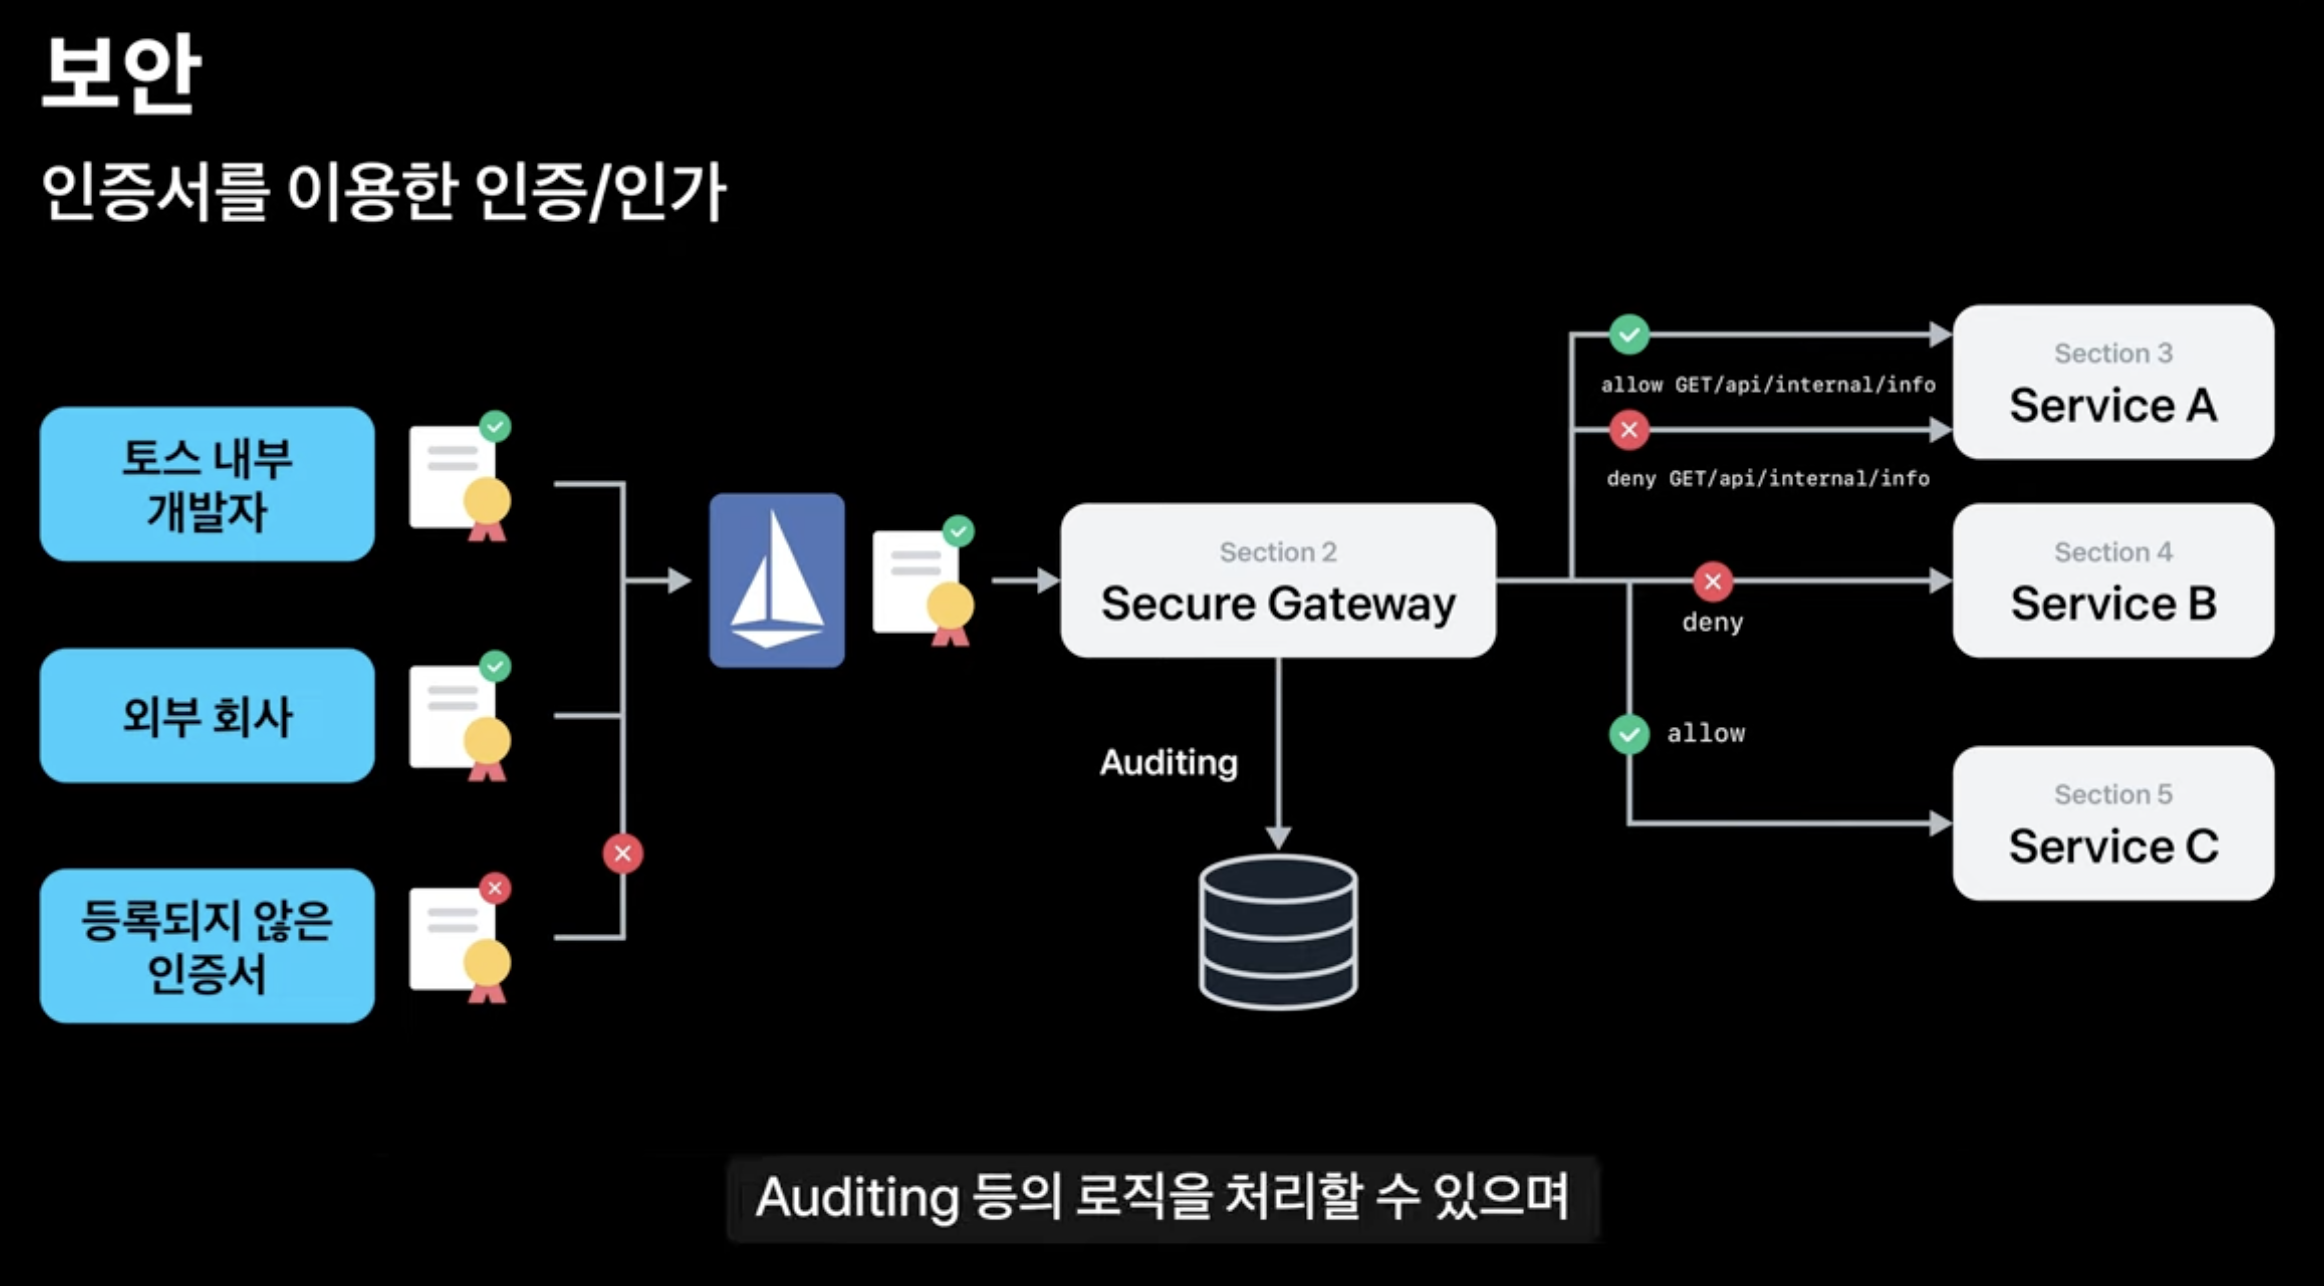 보안
인증서를 이용한 인증/인가
토스 내부
개발자
외부 회사
등록되지 않은
인증서
Section 2
Secure Gateway
Auditing
allow GET/api/internal/info
deny GET/api/internal/info
deny
allow
Section 3
Service A
Section 4
Service B
Section 5
Service C
Auditing 등의 로직을 처리할 수 있으며